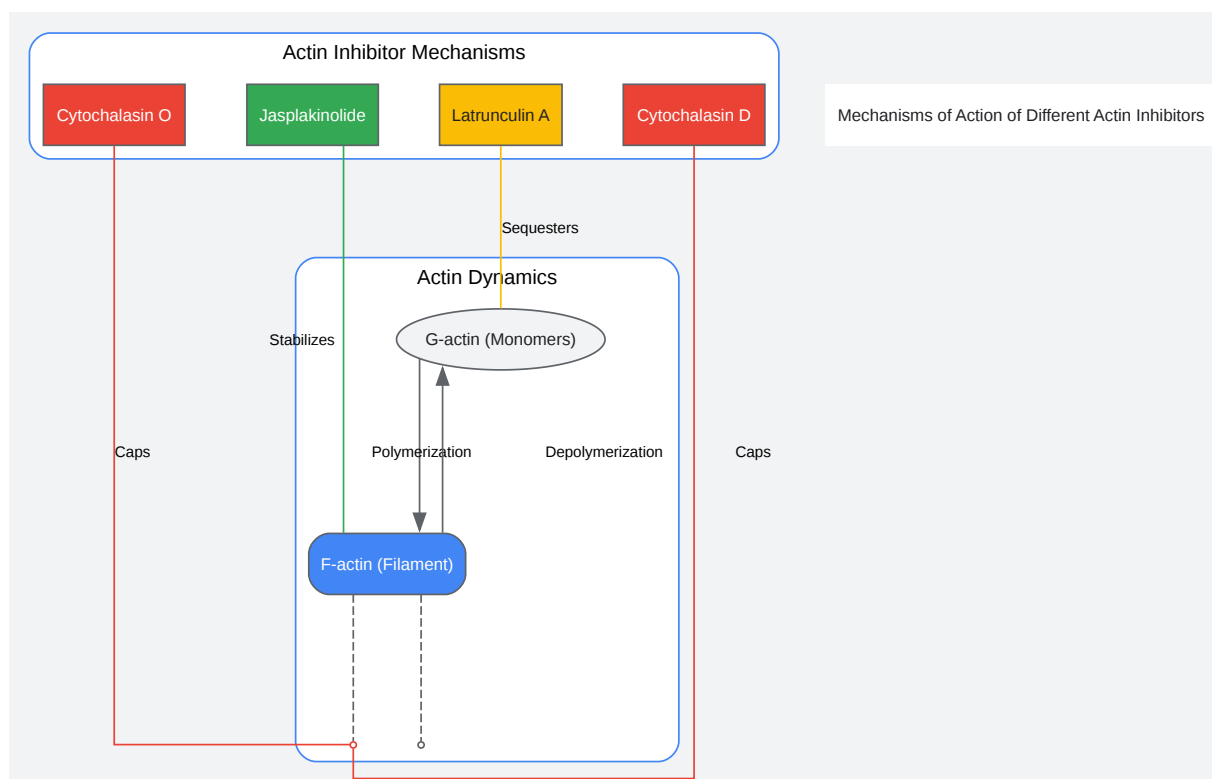 Actin Inhibitor Mechanisms
Cytochalasin O
Jasplakinolide
Latrunculin A
Cytochalasin D
Mechanisms of Action of Different Actin Inhibitors
Sequesters
Actin Dynamics
Stabilizes
G-actin (Monomers)
Caps
Polymerization
Depolymerization
Caps
F-actin (Filament)